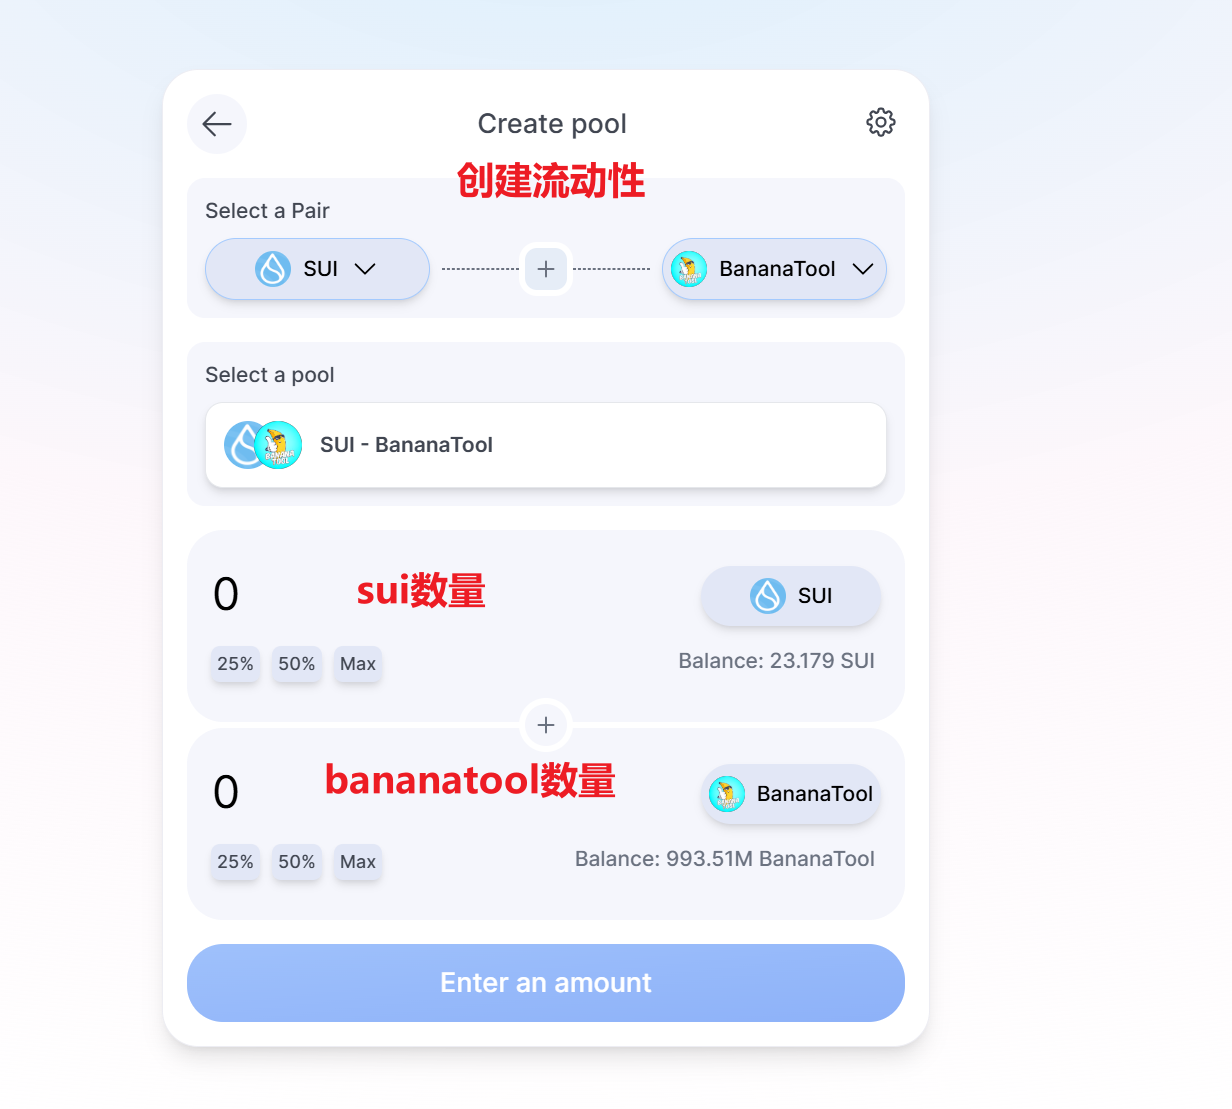 Create pool
创建流动性
Select a Pair
SUI
BananaTool
Select a pool
SUI - BananaTool
0
sui数量
SUI
25% 50% Max
Balance: 23.179 SUI
0
bananatool数量
BananaTool
25% 50% Max
Balance: 993.51M BananaTool
Enter an amount